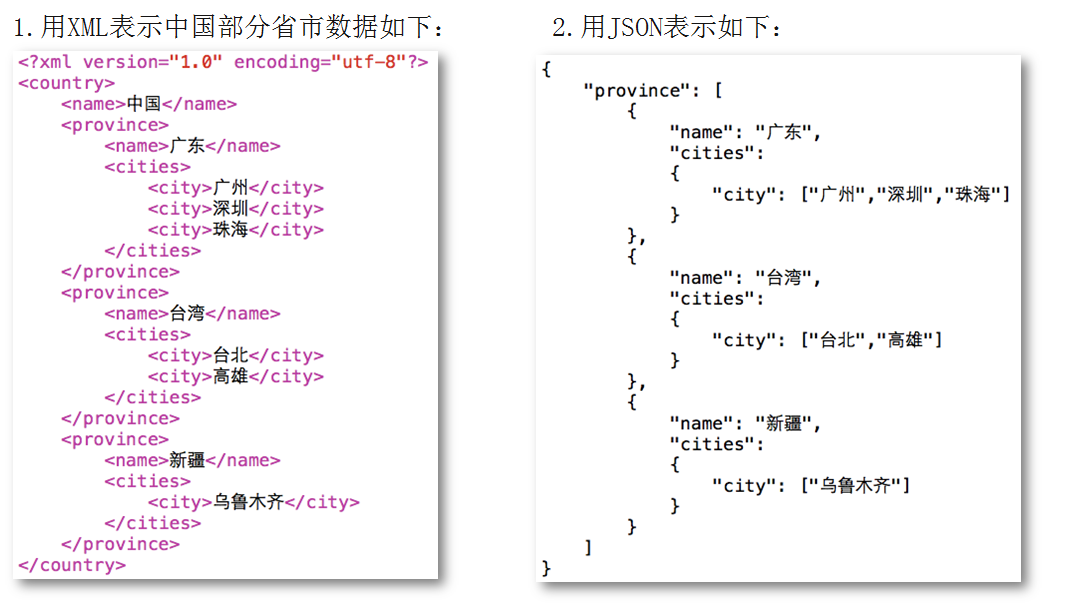 1.用XML表示中国部分省市数据如下：
<?xml version="1.0" encoding="utf-8"?>
<country>
    <name>中国</name>
    <province>
        <name>广东</name>
        <cities>
            <city>广州</city>
            <city>深圳</city>
            <city>珠海</city>
        </cities>
    </province>
    <province>
        <name>台湾</name>
        <cities>
            <city>台北</city>
            <city>高雄</city>
        </cities>
    </province>
    <province>
        <name>新疆</name>
        <cities>
            <city>乌鲁木齐</city>
        </cities>
    </province>
</country>
2.用JSON表示如下：
{
    "province": [
        {
            "name": "广东",
            "cities":
            {
                "city": ["广州","深圳","珠海"]
            }
        },
        {
            "name": "台湾",
            "cities":
            {
                "city": ["台北","高雄"]
            }
        },
        {
            "name": "新疆",
            "cities":
            {
                "city": ["乌鲁木齐"]
            }
        }
    ]
}